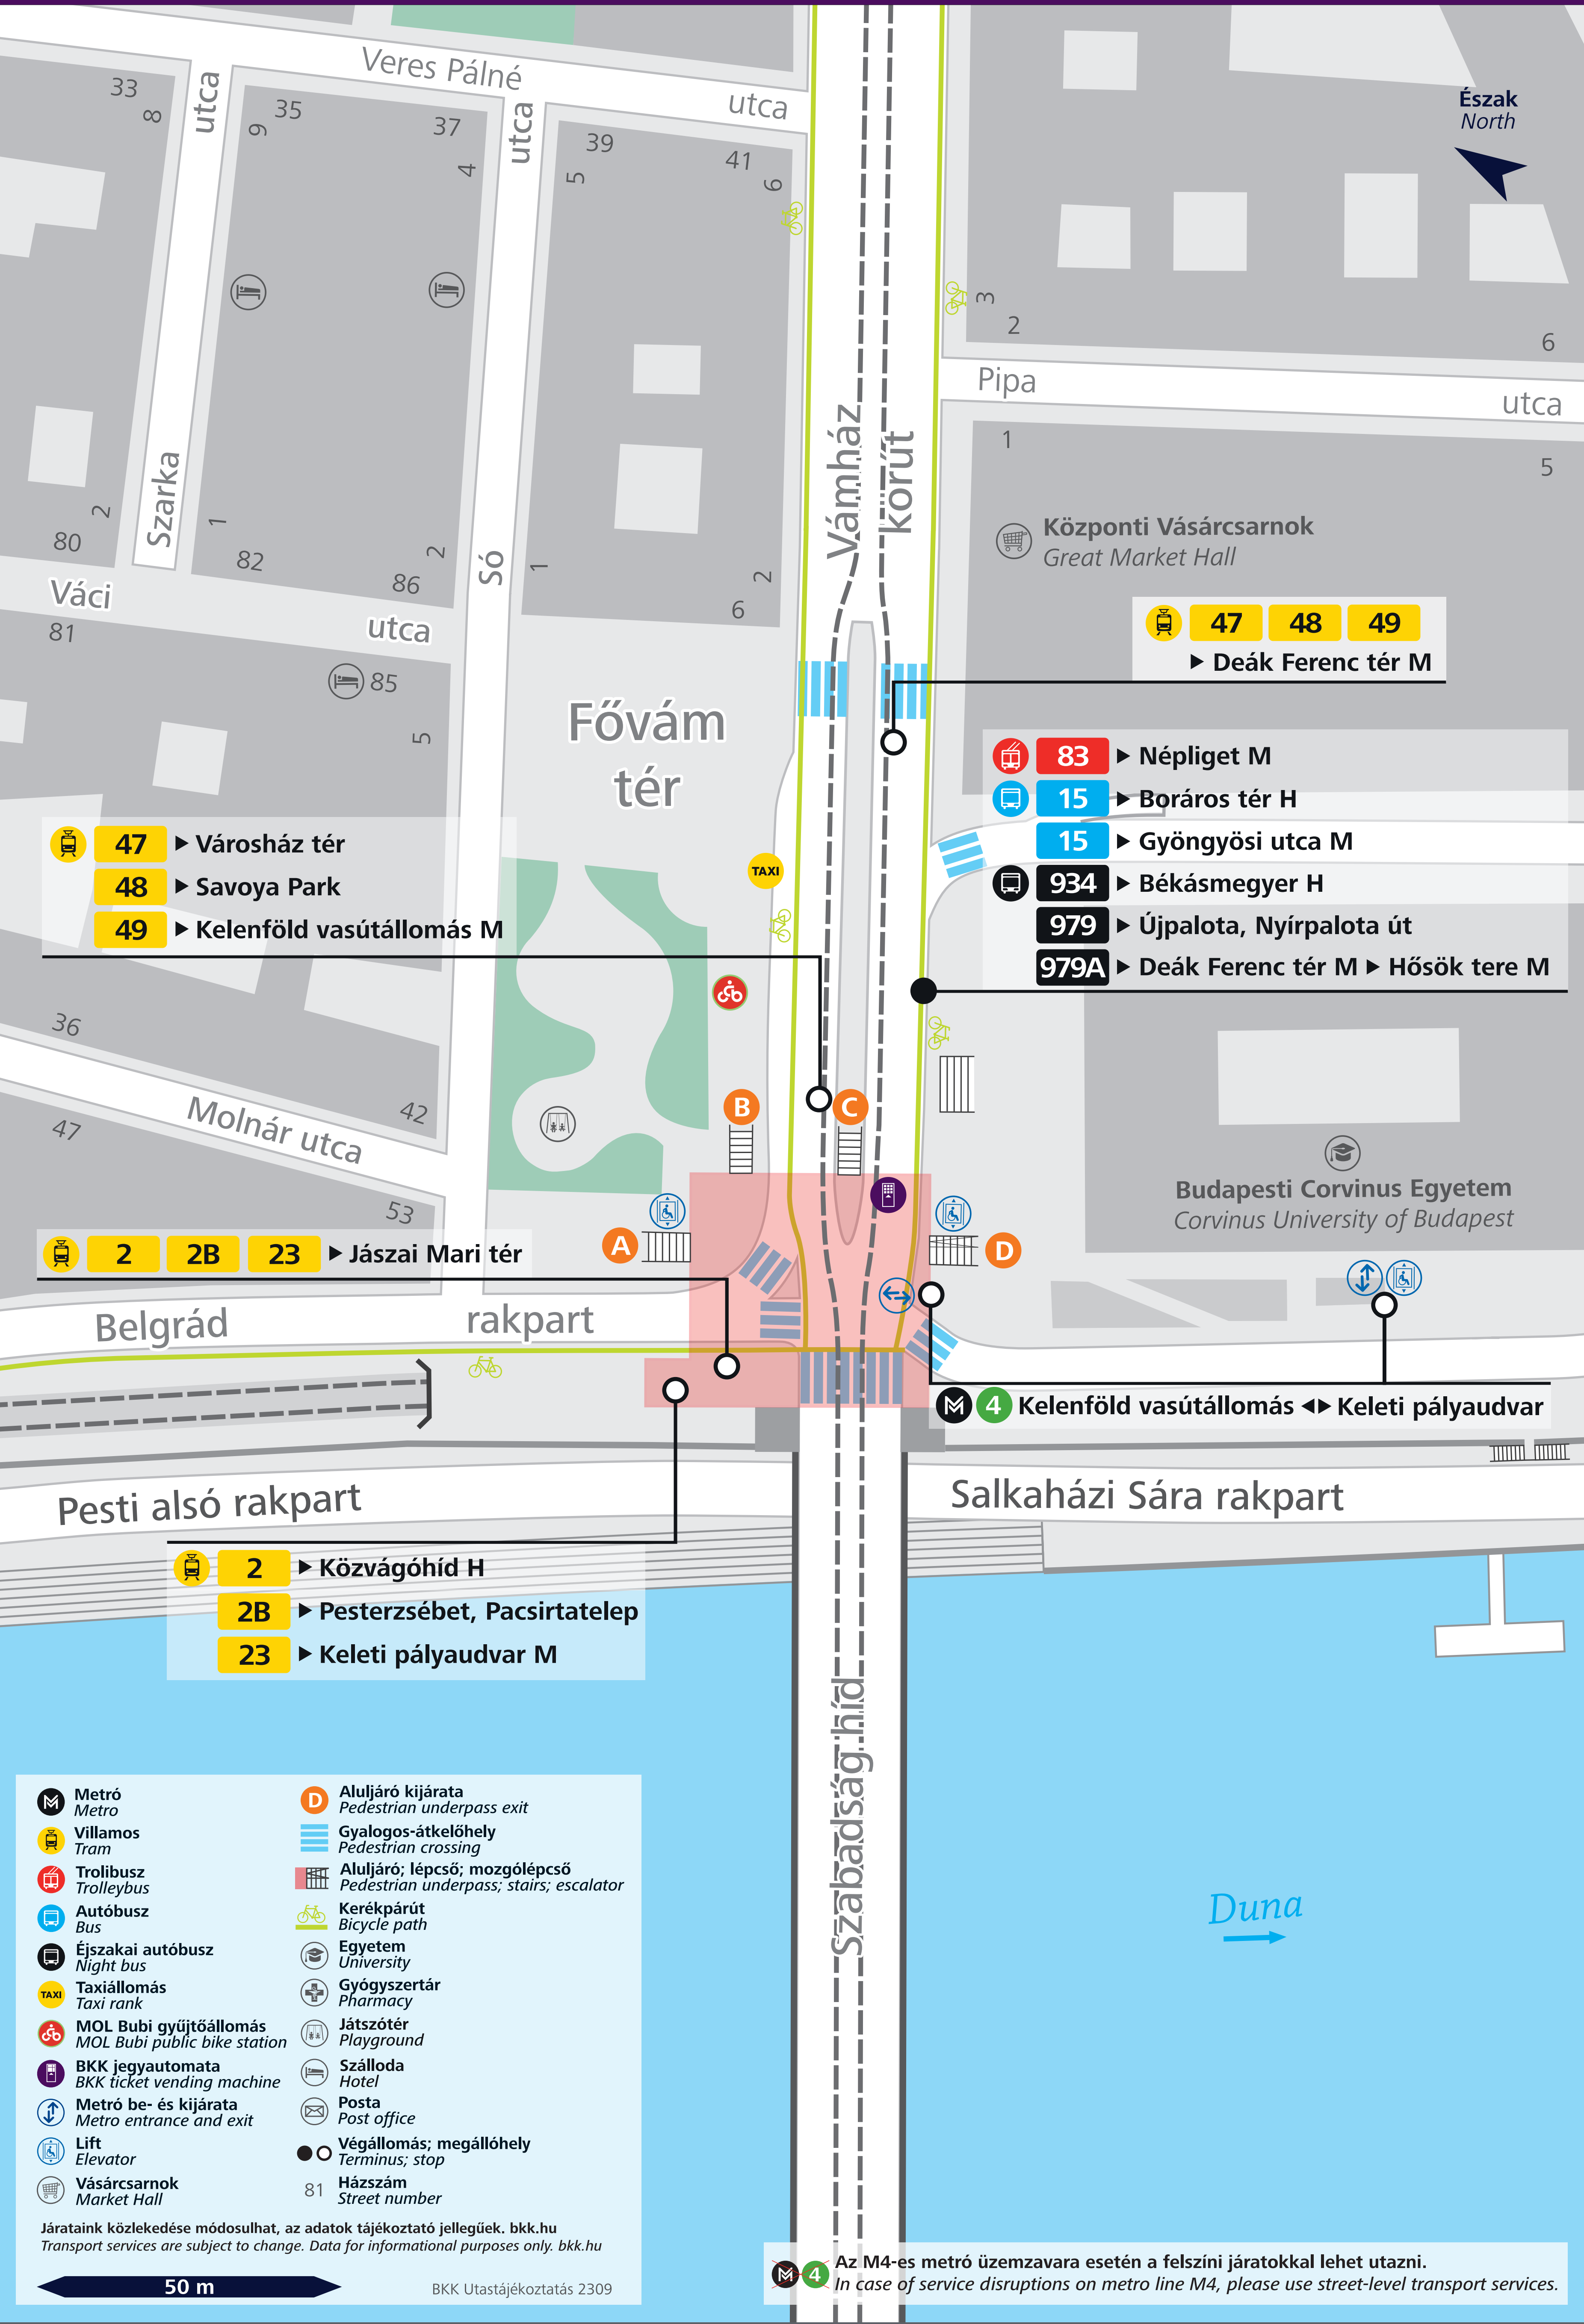 Veres Pálné
utca
33
8
utca
9
35
37
4
utca
39
5
41
6
Észak
North
3
2
6
Pipa
utca
1
5
Szarka
2
80
1
82
2
86
Só
1
2
6
Váci
utca
81
85
5
Vámház
körút
Központi Vásárcsarnok
Great Market Hall
47 48 49
Deák Ferenc tér M
Fővám
tér
83 Népliget M
15 Boráros tér H
15 Gyöngyösi utca M
934 Békásmegyer H
979 Újpalota, Nyírpalota út
979A Deák Ferenc tér M Hősök tere M
47 Városház tér
48 Savoya Park
49 Kelenföld vasútállomás M
TAXI
36
42
47
Molnár utca
53
B
C
A
D
Budapesti Corvinus Egyetem
Corvinus University of Budapest
2 2B 23 Jászai Mari tér
Belgrád
rakpart
M 4 Kelenföld vasútállomás Keleti pályaudvar
Pesti alsó rakpart
Salkaházi Sára rakpart
2 Közvágóhíd H
2B Pesterzsébet, Pacsirtatelep
23 Keleti pályaudvar M
Szabadság híd
Duna
M Metró
Metro
Villamos
Tram
Trolibusz
Trolleybus
Autóbusz
Bus
Éjszakai autóbusz
Night bus
TAXI Taxiállomás
Taxi rank
MOL Bubi gyűjtőállomás
MOL Bubi public bike station
BKK jegyautomata
BKK ticket vending machine
Metró be- és kijárata
Metro entrance and exit
Lift
Elevator
Vásárcsarnok
Market Hall
D Aluljáró kijárata
Pedestrian underpass exit
Gyalogos-átkelőhely
Pedestrian crossing
Aluljáró; lépcső; mozgólépcső
Pedestrian underpass; stairs; escalator
Kerékpárút
Bicycle path
Egyetem
University
Gyógyszertár
Pharmacy
Játszótér
Playground
Szálloda
Hotel
Posta
Post office
Végállomás; megállóhely
Terminus; stop
81 Házszám
Street number
Járataink közlekedése módosulhat, az adatok tájékoztató jellegűek. bkk.hu
Transport services are subject to change. Data for informational purposes only. bkk.hu
50 m
BKK Utastájékoztatás 2309
M 4 Az M4-es metró üzemzavara esetén a felszíni járatokkal lehet utazni.
In case of service disruptions on metro line M4, please use street-level transport services.